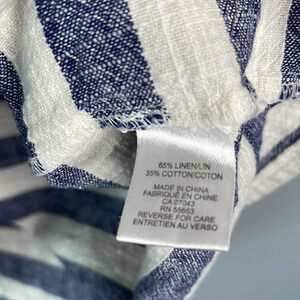 65% LINEN/LIN
35% COTTON/COTON
MADE IN CHINA
FABRIQUÉ EN CHINE
CA 07043
RN 55663
REVERSE FOR CARE
ENTRETIEN AU VERSO